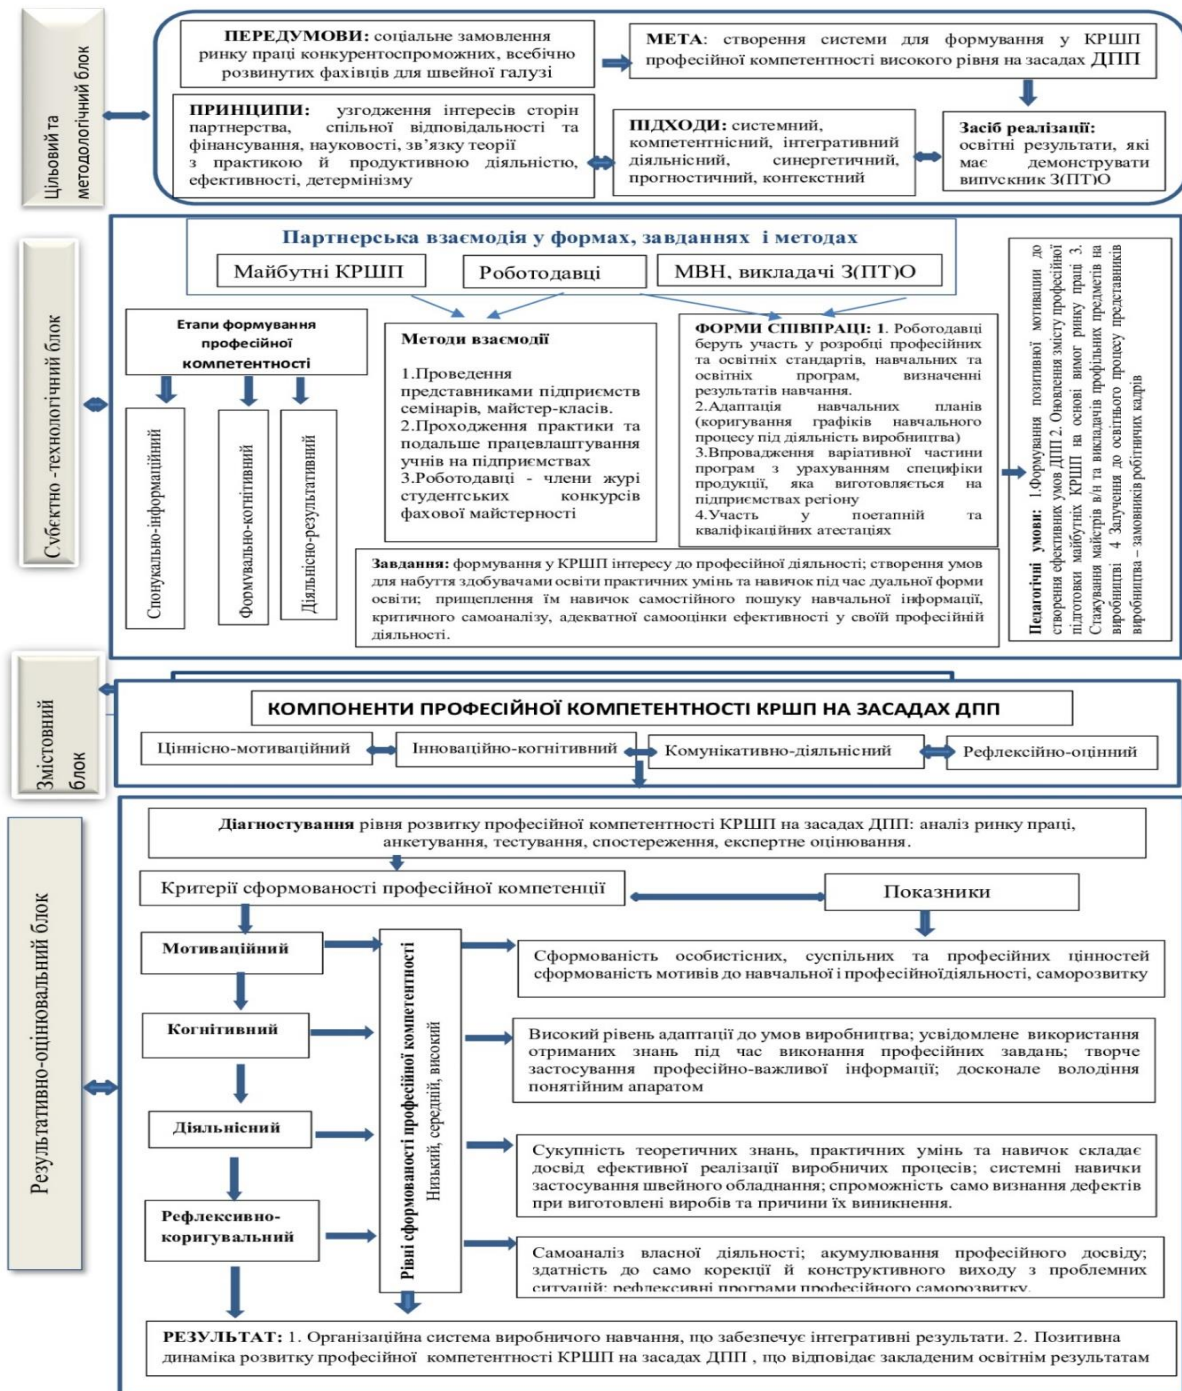 Цільовий та
методологічний блок
ПЕРЕДУМОВИ: соціальне замовлення
ринку праці конкурентоспроможних, всебічно
розвинутих фахівців для швейної галузі
МЕТА: створення системи для формування у КРШП
професійної компетентності високого рівня на засадах ДПП
ПРИНЦИПИ: узгодження інтересів сторін
партнерства, спільної відповідальності та
фінансування, науковості, зв’язку теорії
з практикою й продуктивною діяльністю,
ефективності, детермінізму
ПІДХОДИ: системний,
компетентнісний, інтегративний
діяльнісний, синергетичний,
прогностичний, контекстний
Засіб реалізації:
освітні результати, які
має демонструвати
випускник З(ПТ)О
Субєктно -технологічний блок
Партнерська взаємодія у формах, завданнях і методах
Майбутні КРШП
Роботодавці
МВН, викладачі З(ПТ)О
Етапи формування
професійної
компетентності
Спонукально-інформаційний
Формувально-когнітивний
Діяльнісно-результативний
Методи взаємодії
1.Проведення
представниками підприємств
семінарів, майстер-класів.
2.Проходження практики та
подальше працевлаштування
учнів на підприємствах
3.Роботодавці - члени журі
студентських конкурсів
фахової майстерності
ФОРМИ СПІВПРАЦІ: 1. Роботодавці
беруть участь у розробці професійних
та освітніх стандартів, навчальних та
освітніх програм, визначенні
результатів навчання.
2.Адаптація навчальних планів
(коригування графіків навчального
процесу під діяльність виробництва)
3.Впровадження варіативної частини
програм з урахуванням специфіки
продукції, яка виготовляється на
підприємствах регіону
4.Участь у поетапній та
кваліфікаційних атестаціях
Завдання: формування у КРШП інтересу до професійної діяльності; створення умов
для набуття здобувачами освіти практичних умінь та навичок під час дуальної форми
освіти; прищеплення їм навичок самостійного пошуку навчальної інформації,
критичного самоаналізу, адекватної самооцінки ефективності у своїй професійній
діяльності.
Педагогічні умови: 1.Формування позитивної мотивации до
створення ефективних умов ДПП 2. Оновлення змісту професійної
підготовки майбутніх КРШП на основі вимог ринку праці 3.
Стажування майстрів в/н та викладачів профільних предметів на
виробництві 4 Залучення до освітнього процесу представників
виробництва – замовників робітничих кадрів
Змістовний
блок
КОМПОНЕНТИ ПРОФЕСІЙНОЇ КОМПЕТЕНТНОСТІ КРШП НА ЗАСАДАХ ДПП
Ціннісно-мотиваційний
Інноваційно-когнітивний
Комунікативно-діяльнісний
Рефлексійно-оцінний
Результативно-оцінювальний блок
Діагностування рівня розвитку професійної компетентності КРШП на засадах ДПП: аналіз ринку праці,
анкетування, тестування, спостереження, експертне оцінювання.
Критерії сформованості професійної компетенції
Показники
Мотиваційний
Когнітивний
Діяльнісний
Рефлексивно-
коригувальний
Рівні сформованості професійної компетентності
Низький, середній, високий
Сформованість особистісних, суспільних та професійних цінностей
сформованість мотивів до навчальної і професійноїдіяльності, саморозвитку
Високий рівень адаптації до умов виробництва; усвідомлене використання
отриманих знань під час виконання професійних завдань; творче
застосування професійно-важливої інформації; досконале володіння
понятійним апаратом
Сукупність теоретичних знань, практичних умінь та навичок складає
досвід ефективної реалізації виробничих процесів; системні навички
застосування швейного обладнання; спроможність само визнання дефектів
при виготовлені виробів та причини їх виникнення.
Самоаналіз власної діяльності; акумулювання професійного досвіду;
здатність до само корекції й конструктивного виходу з проблемних
ситуацій; рефлексивні програми професійного саморозвитку.
РЕЗУЛЬТАТ: 1. Організаційна система виробничого навчання, що забезпечує інтегративні результати. 2. Позитивна
динаміка розвитку професійної компетентності КРШП на засадах ДПП , що відповідає закладеним освітнім результатам